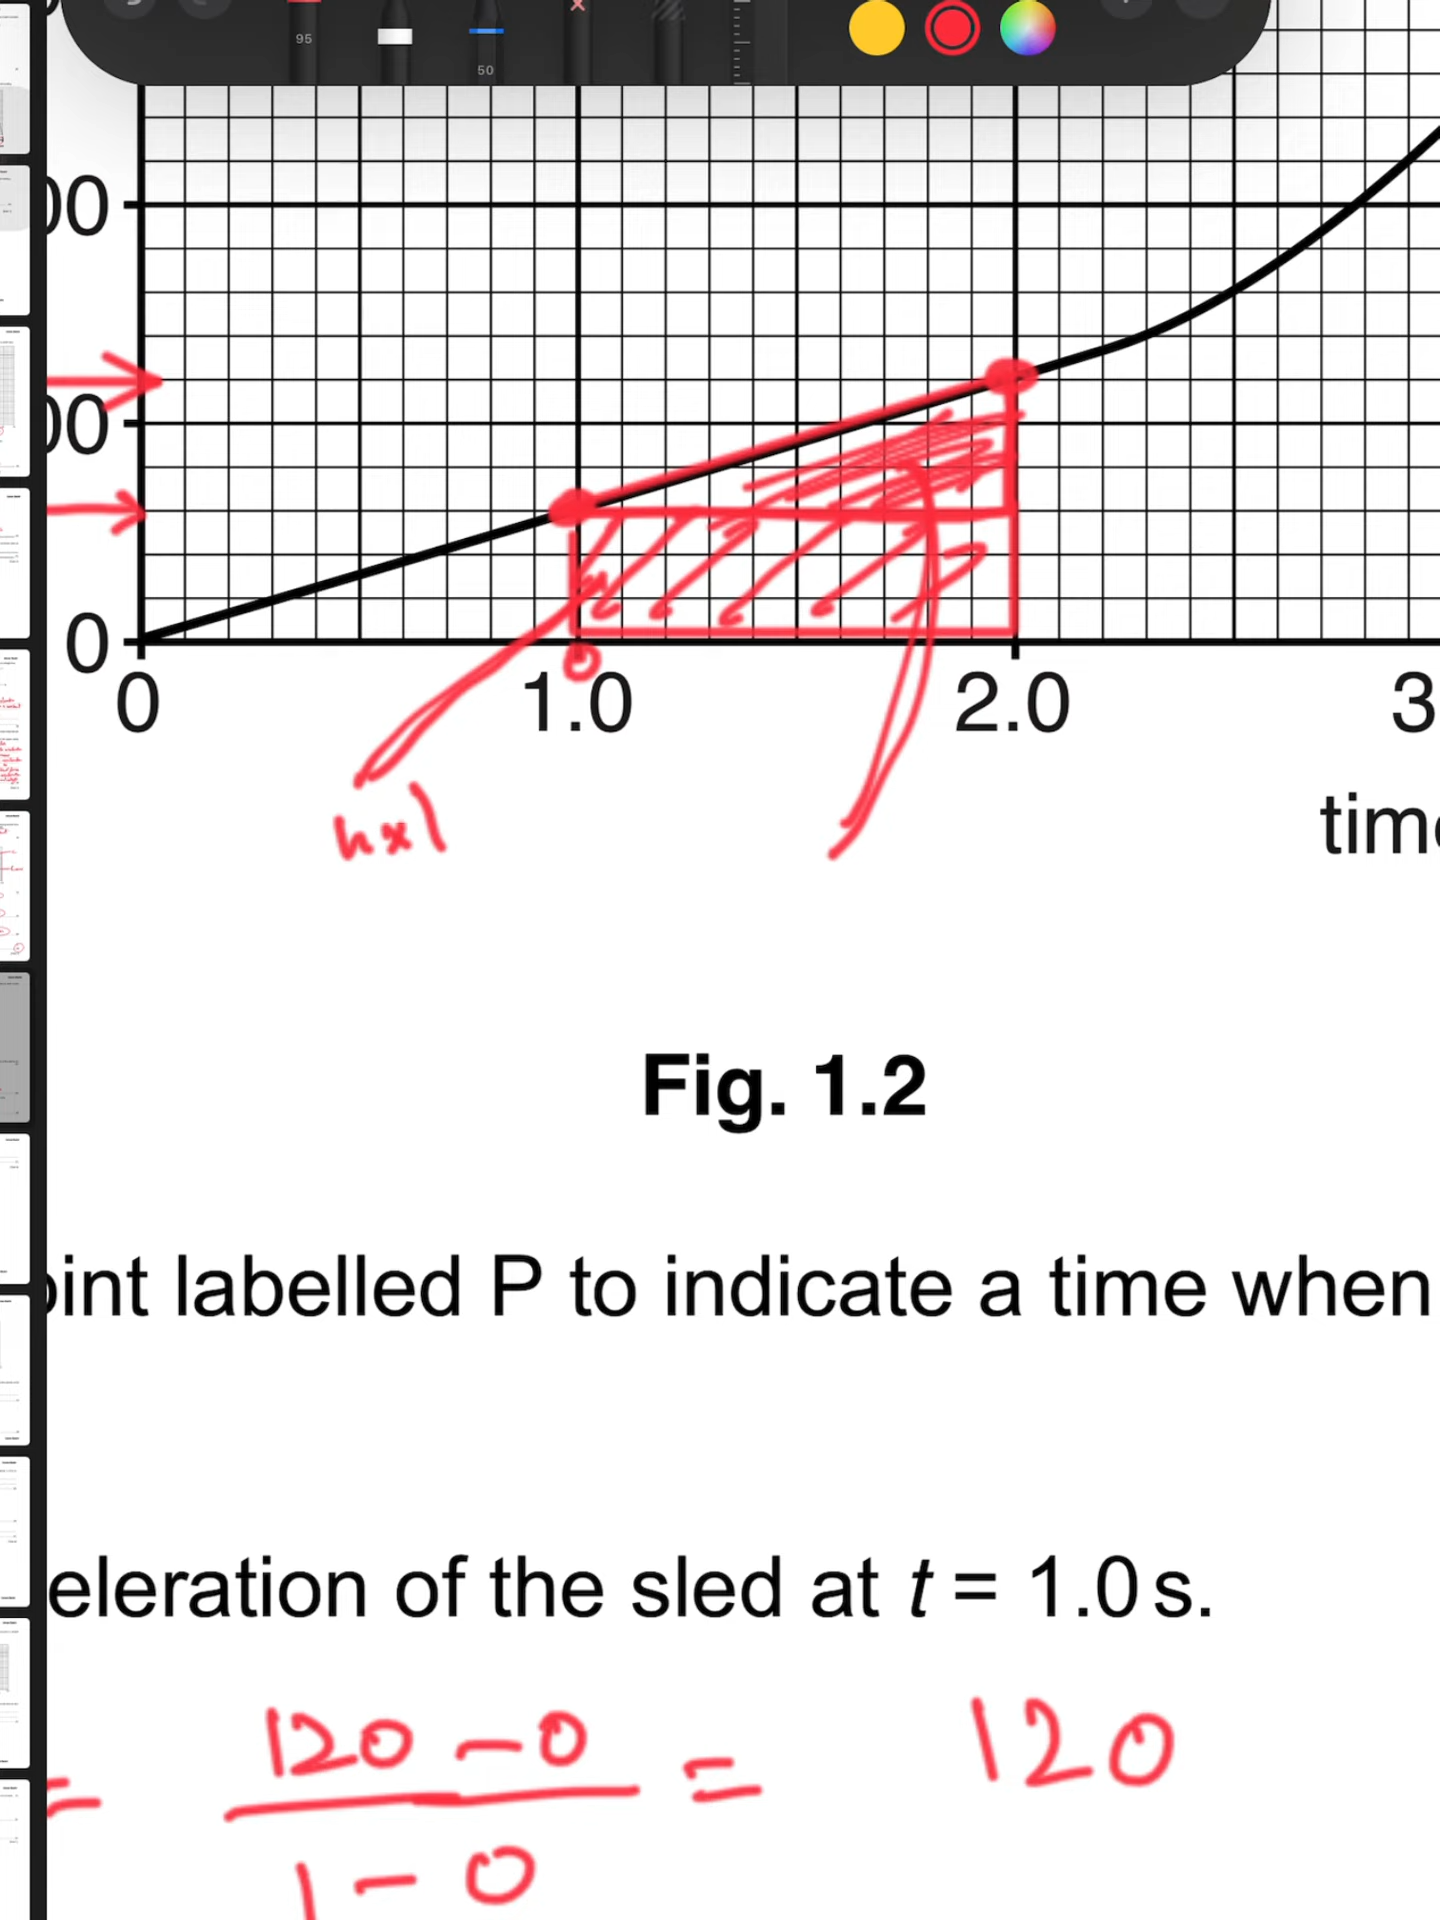 95
50
00
00
0
0 1.0 2.0 3
h x l
time
Fig. 1.2
oint labelled P to indicate a time when
eleration of the sled at t = 1.0 s.
= 120 - 0 = 120
1 - 0